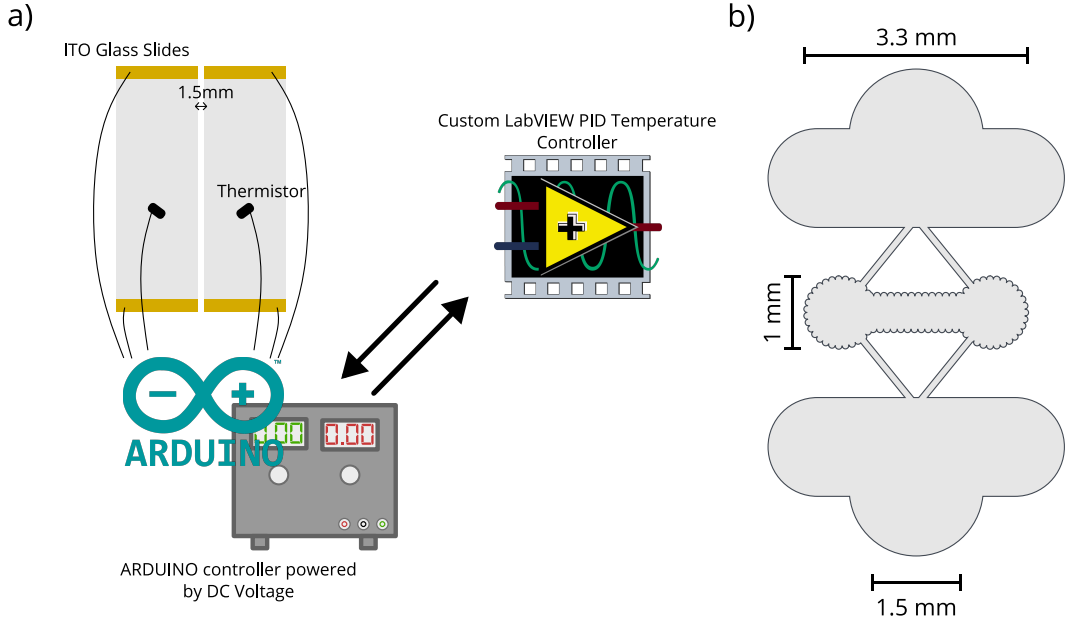 a)
ITO Glass Slides
1.5mm
Thermistor
Custom LabVIEW PID Temperature
Controller
™
ARDUINO
0.00
ARDUINO controller powered
by DC Voltage
b)
3.3 mm
1 mm
1.5 mm